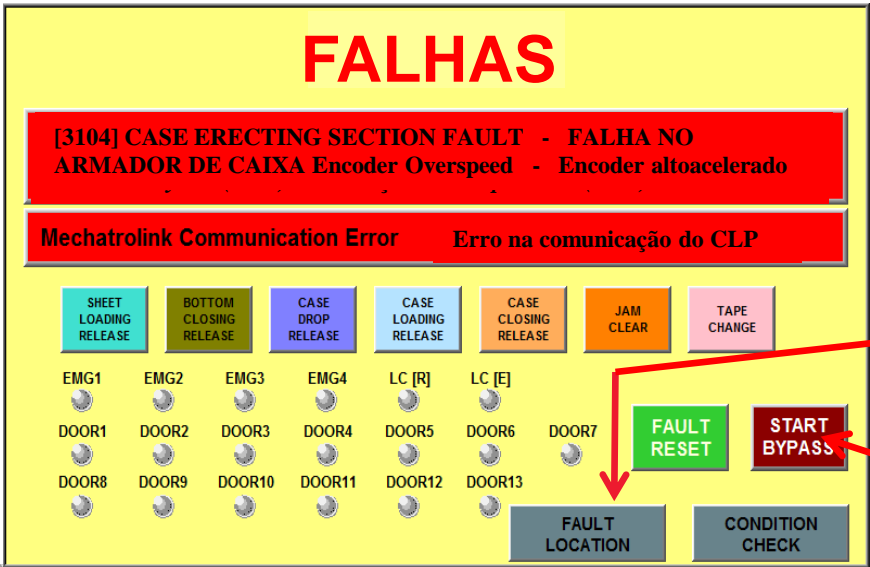 FALHAS
[3104] CASE ERECTING SECTION FAULT - FALHA NO
ARMADOR DE CAIXA Encoder Overspeed - Encoder altoacelerado
Mechatrolink Communication Error Erro na comunicação do CLP
SHEET LOADING RELEASE
BOTTOM CLOSING RELEASE
CASE DROP RELEASE
CASE LOADING RELEASE
CASE CLOSING RELEASE
JAM CLEAR
TAPE CHANGE
EMG1 EMG2 EMG3 EMG4 LC [R] LC [E]
DOOR1 DOOR2 DOOR3 DOOR4 DOOR5 DOOR6 DOOR7
FAULT RESET
START BYPASS
DOOR8 DOOR9 DOOR10 DOOR11 DOOR12 DOOR13
FAULT LOCATION
CONDITION CHECK